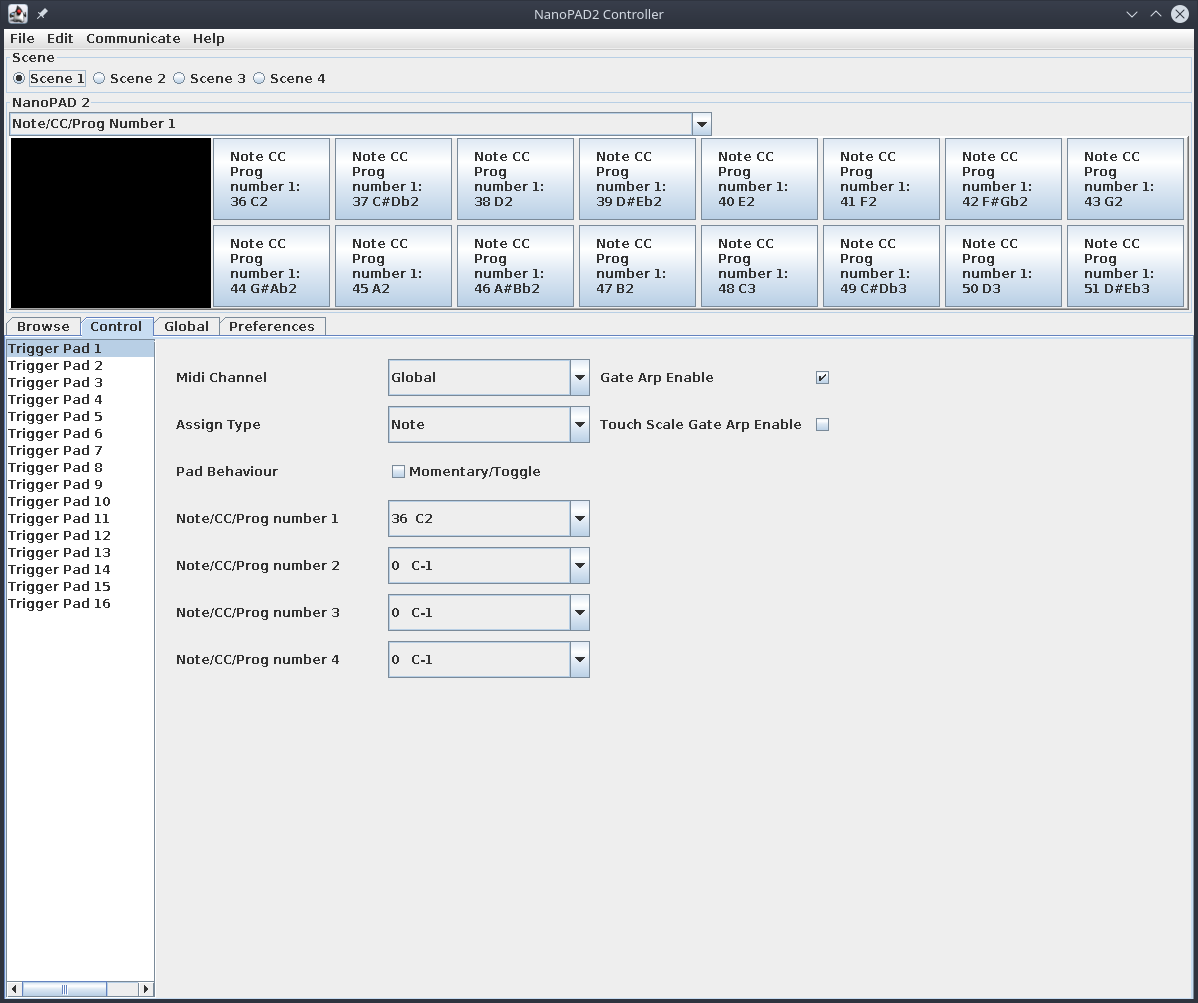 NanoPAD2 Controller
File Edit Communicate Help
Scene
Scene 1 Scene 2 Scene 3 Scene 4
NanoPAD 2
Note/CC/Prog Number 1
Note CC Prog number 1: 36 C2
Note CC Prog number 1: 37 C#Db2
Note CC Prog number 1: 38 D2
Note CC Prog number 1: 39 D#Eb2
Note CC Prog number 1: 40 E2
Note CC Prog number 1: 41 F2
Note CC Prog number 1: 42 F#Gb2
Note CC Prog number 1: 43 G2
Note CC Prog number 1: 44 G#Ab2
Note CC Prog number 1: 45 A2
Note CC Prog number 1: 46 A#Bb2
Note CC Prog number 1: 47 B2
Note CC Prog number 1: 48 C3
Note CC Prog number 1: 49 C#Db3
Note CC Prog number 1: 50 D3
Note CC Prog number 1: 51 D#Eb3
Browse Control Global Preferences
Trigger Pad 1
Trigger Pad 2
Trigger Pad 3
Trigger Pad 4
Trigger Pad 5
Trigger Pad 6
Trigger Pad 7
Trigger Pad 8
Trigger Pad 9
Trigger Pad 10
Trigger Pad 11
Trigger Pad 12
Trigger Pad 13
Trigger Pad 14
Trigger Pad 15
Trigger Pad 16
Midi Channel Global Gate Arp Enable
Assign Type Note Touch Scale Gate Arp Enable
Pad Behaviour Momentary/Toggle
Note/CC/Prog number 1 36 C2
Note/CC/Prog number 2 0 C-1
Note/CC/Prog number 3 0 C-1
Note/CC/Prog number 4 0 C-1